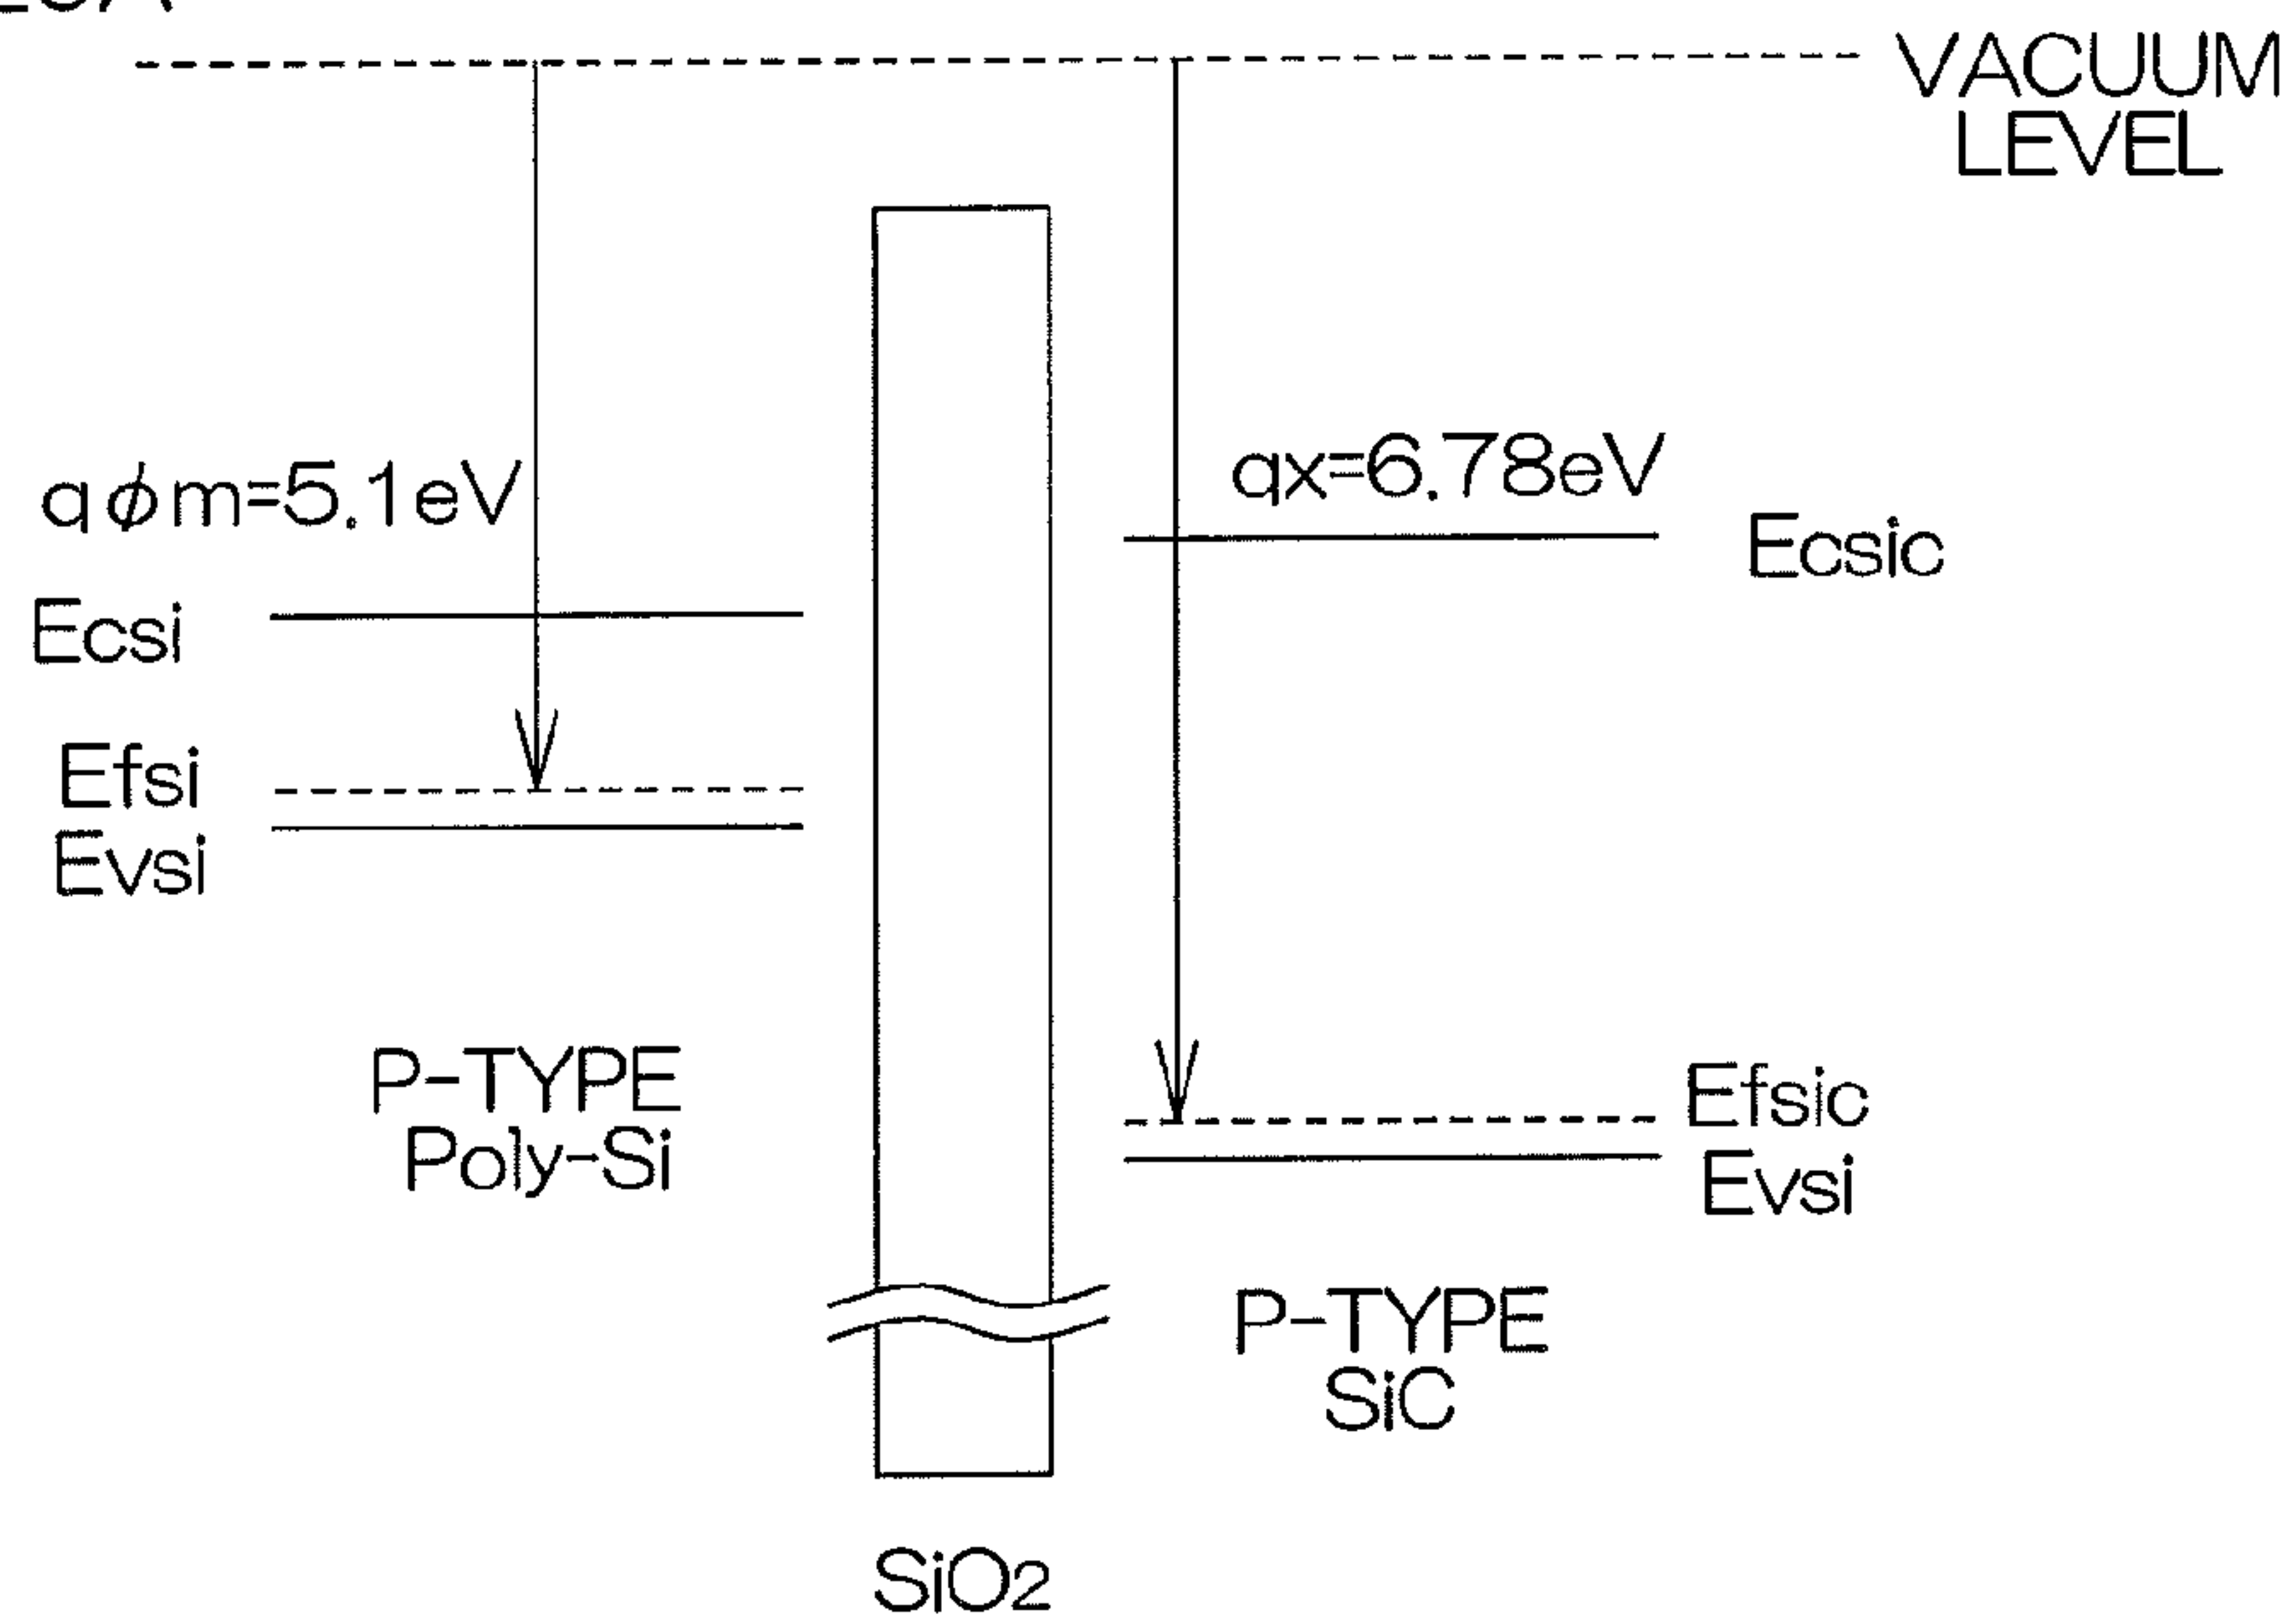 VACUUM
LEVEL
qϕm=5.1eV
qx=6.78eV
Ecsic
Ecsi
Efsi
Evsi
P-TYPE
Poly-Si
Efsic
Evsi
P-TYPE
SiC
SiO2